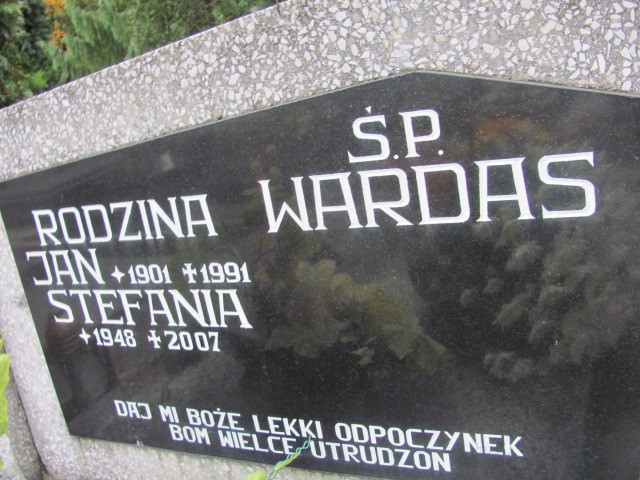 Ś.P.
RODZINA WARDAS
JAN ✦1901 ✝1991
STEFANIA
✦1948 ✝2007
DAJ MI BOŻE LEKKI ODPOCZYNEK
BOM WIELCE UTRUDZON